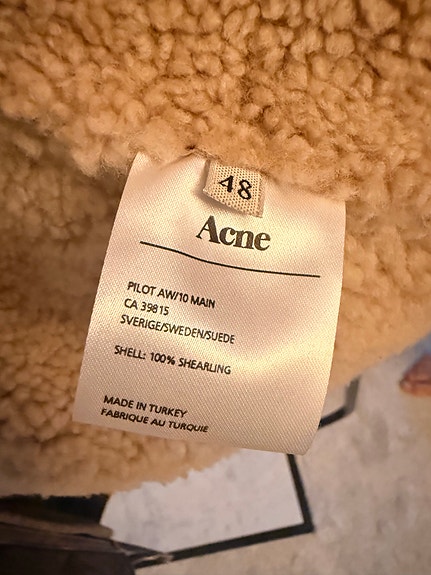 48
Acne
PILOT AW/10 MAIN
CA 39815
SVERIGE/SWEDEN/SUEDE
SHELL: 100% SHEARLING
MADE IN TURKEY
FABRIQUE AU TURQUIE